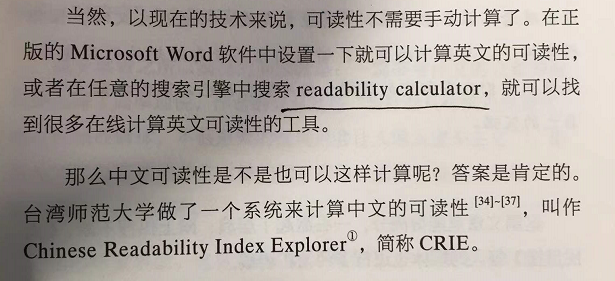 当然，以现在的技术来说，可读性不需要手动计算了。在正
版的 Microsoft Word 软件中设置一下就可以计算英文的可读性，
或者在任意的搜索引擎中搜索 readability calculator，就可以找
到很多在线计算英文可读性的工具。
那么中文可读性是不是也可以这样计算呢？答案是肯定的。
台湾师范大学做了一个系统来计算中文的可读性 [34]~[37]，叫作
Chinese Readability Index Explorer①，简称 CRIE。